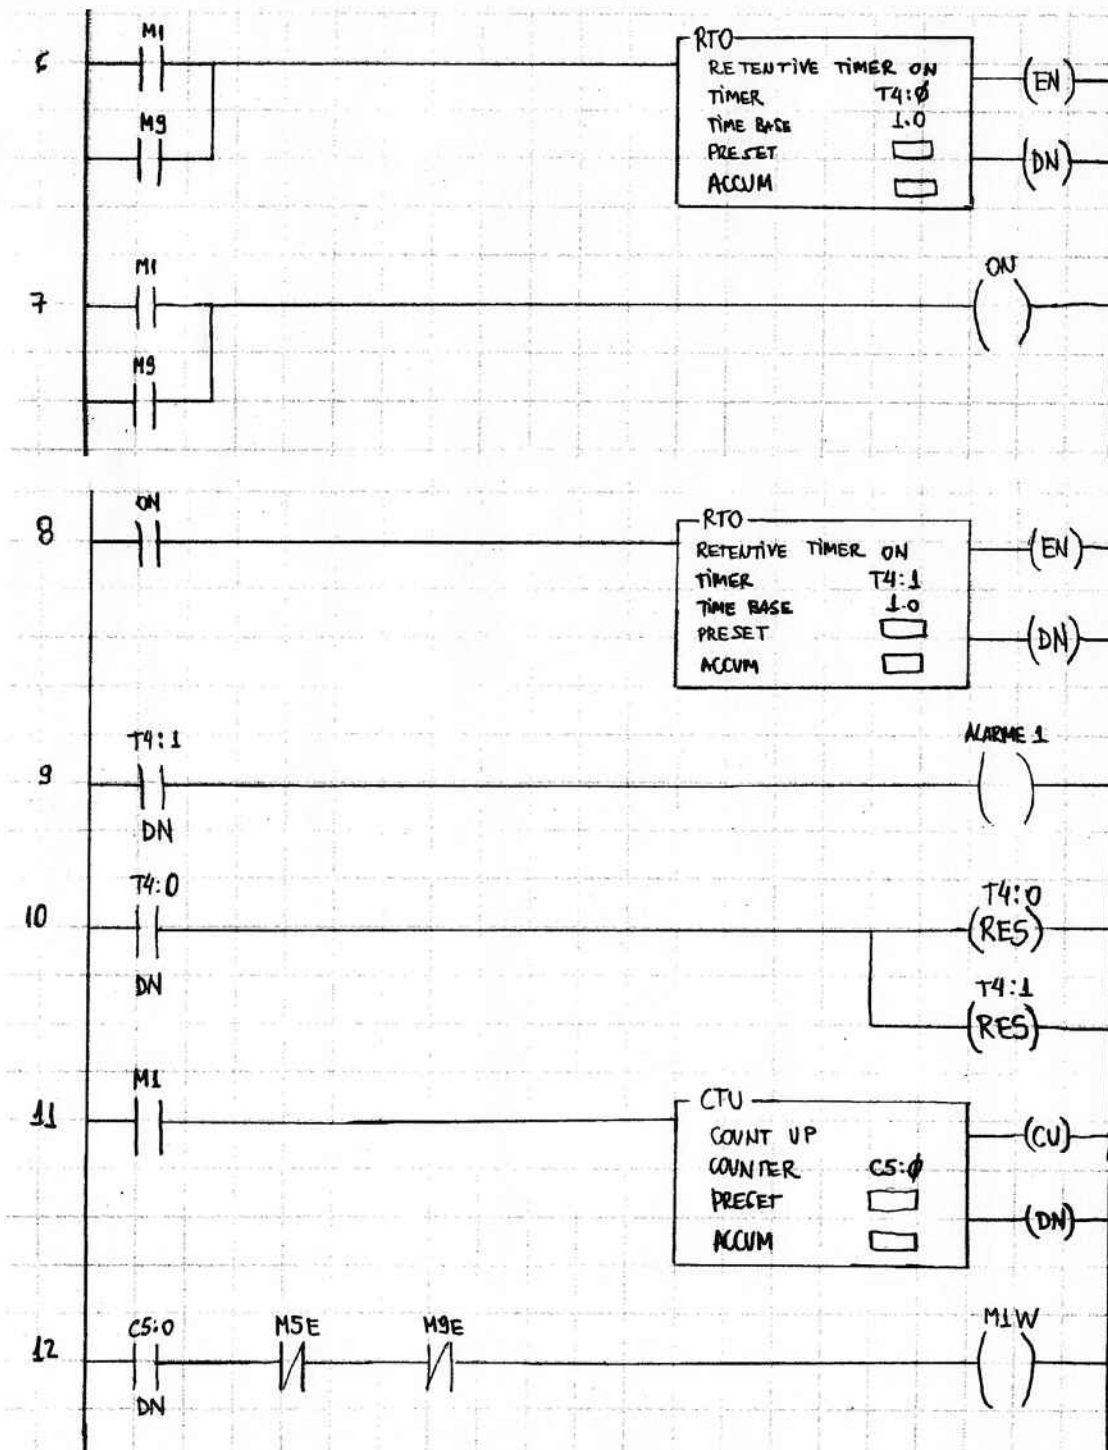 M1
6
M9
RTO
RETENTIVE TIMER ON
TIMER T4:Ø
TIME BASE 1.0
PRESET
ACCUM
(EN)
(DN)
M1
7
M9
ON
ON
8
RTO
RETENTIVE TIMER ON
TIMER T4:1
TIME BASE 1.0
PRESET
ACCUM
(EN)
(DN)
T4:1
9
DN
ALARME 1
T4:0
10
DN
T4:0
(RES)
T4:1
(RES)
M1
11
CTU
COUNT UP
COUNTER C5:Ø
PRESET
ACCUM
(CU)
(DN)
C5:0 M5E M9E M1W
12
DN